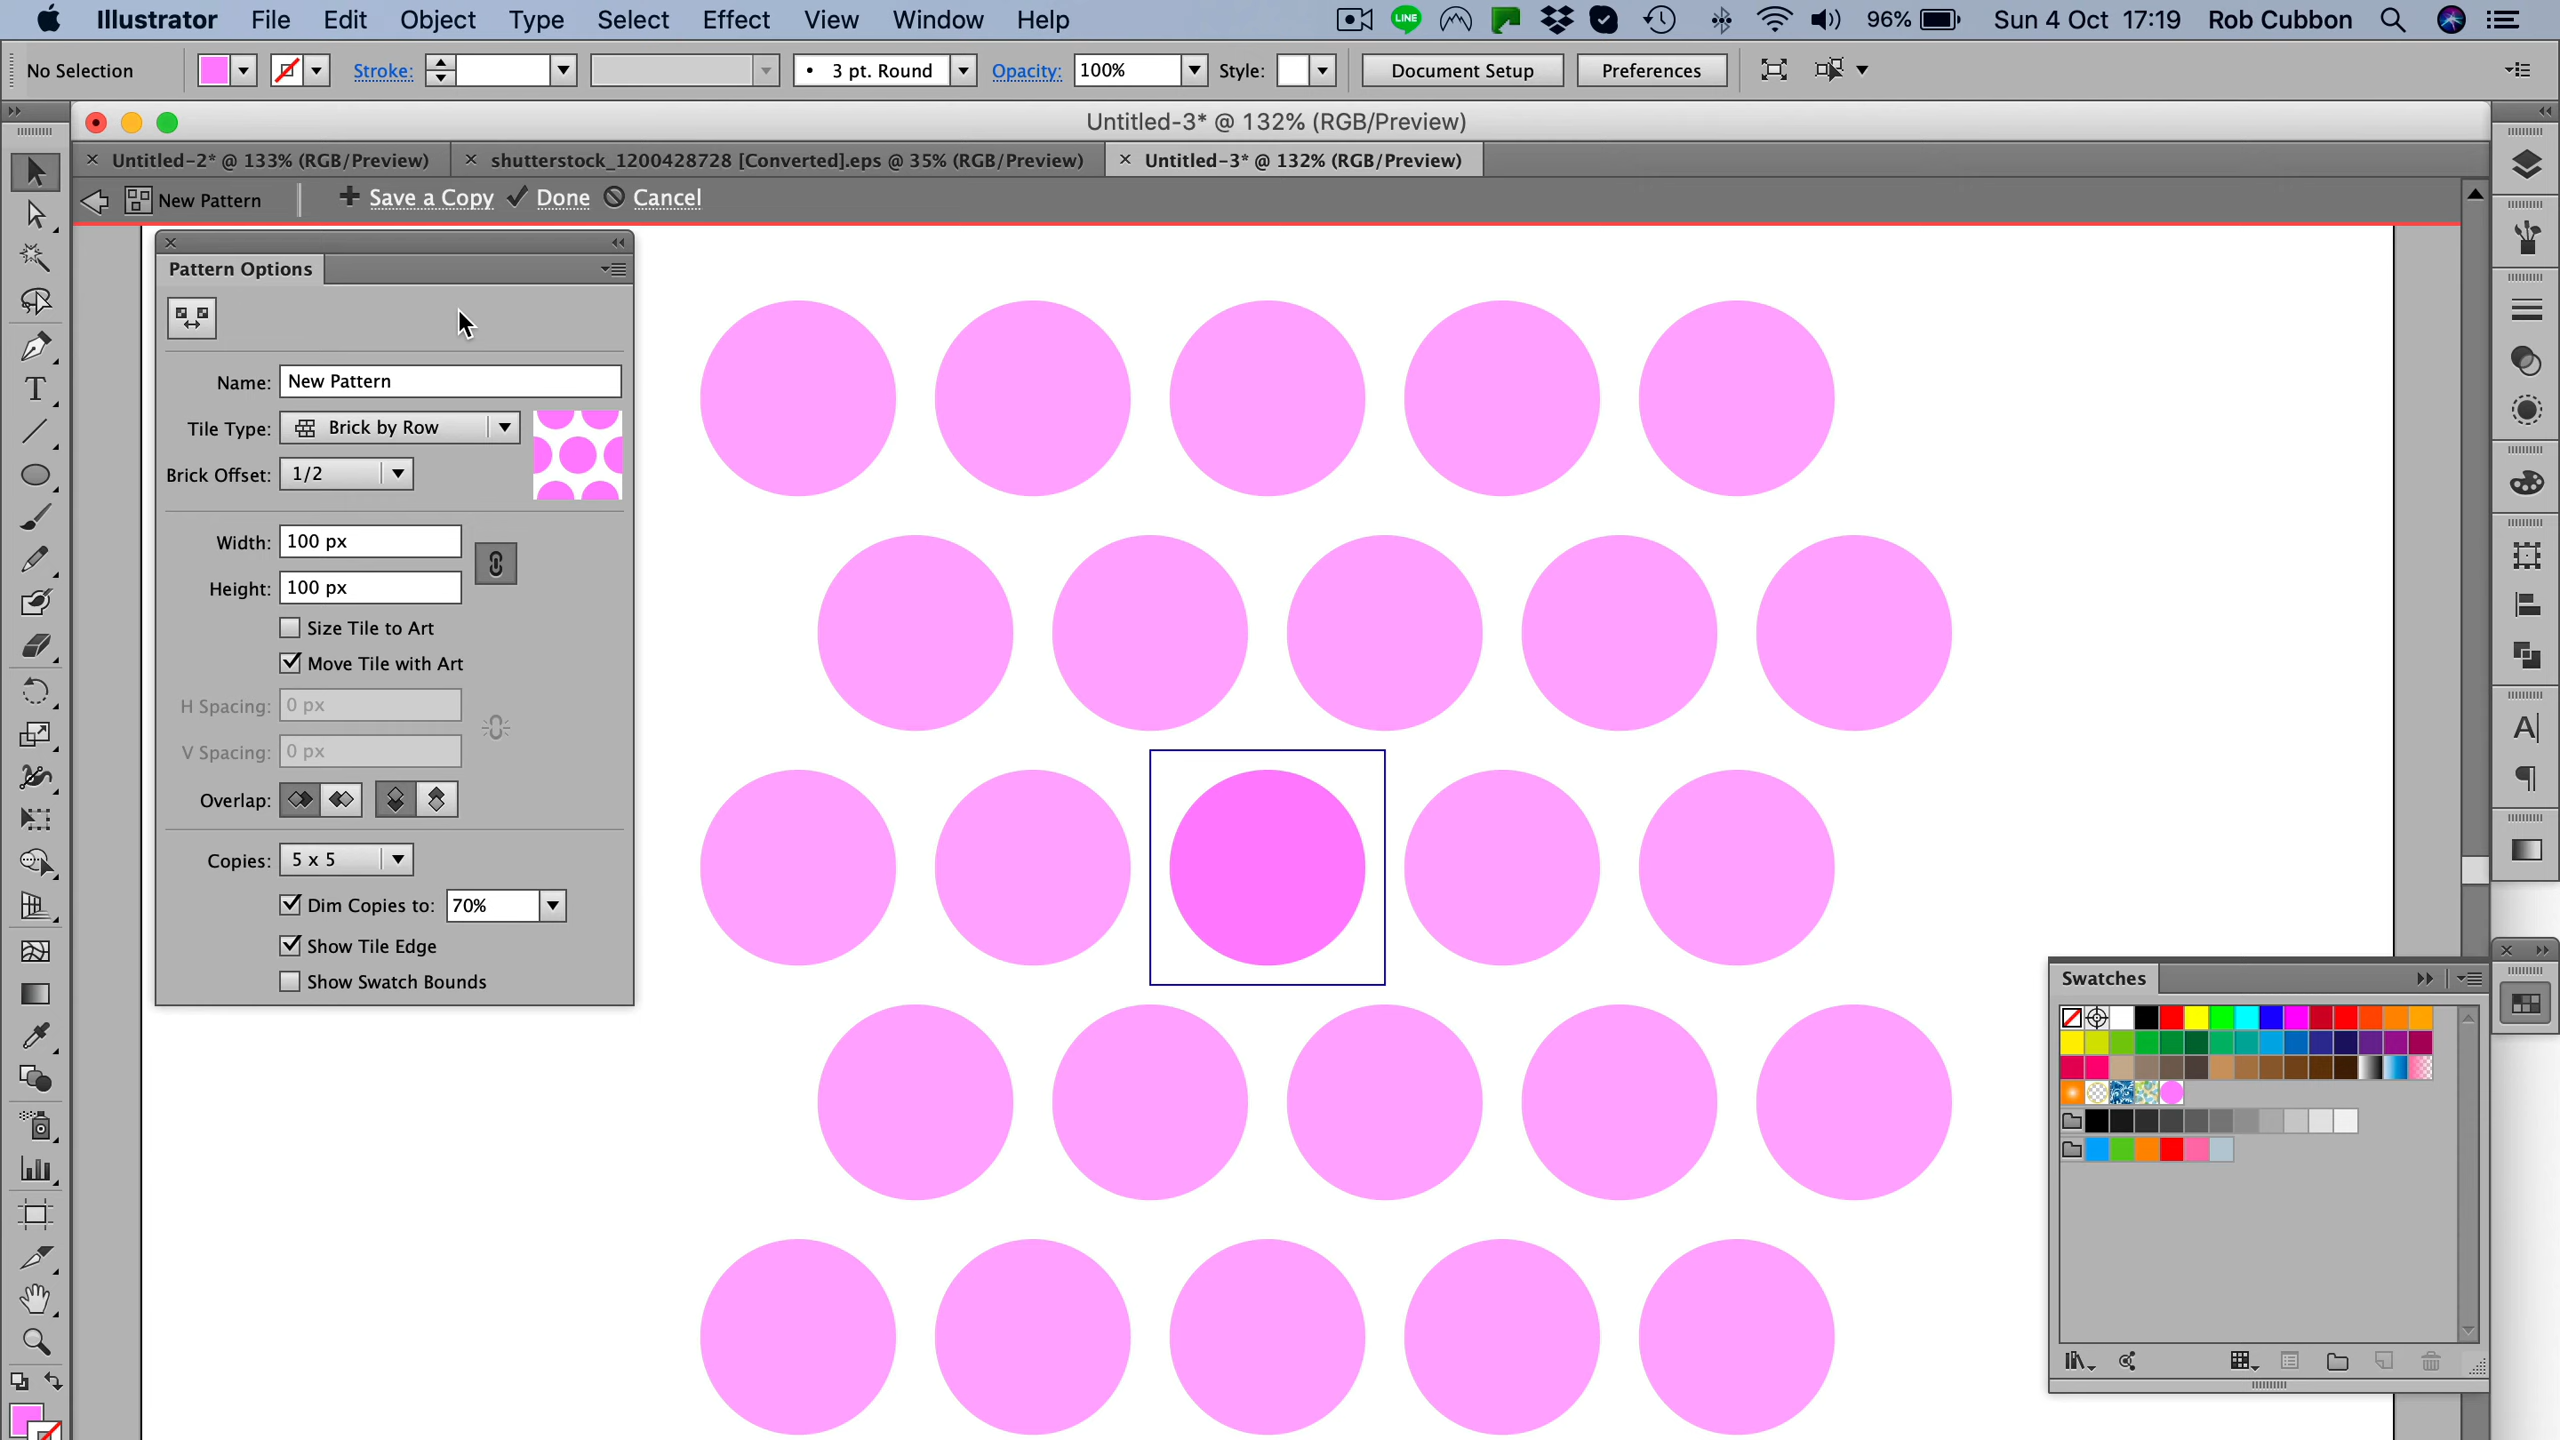 Illustrator File Edit Object Type Select Effect View Window Help LINE 96% Sun 4 Oct 17:19 Rob Cubbon
No Selection Stroke: • 3 pt. Round Opacity: 100% Style: Document Setup Preferences
Untitled-3* @ 132% (RGB/Preview)
Untitled-2* @ 133% (RGB/Preview) shutterstock_1200428728 [Converted].eps @ 35% (RGB/Preview) Untitled-3* @ 132% (RGB/Preview)
New Pattern Save a Copy Done Cancel
Pattern Options
Name: New Pattern
Tile Type: Brick by Row
Brick Offset: 1/2
Width: 100 px
Height: 100 px
Size Tile to Art
Move Tile with Art
H Spacing: 0 px
V Spacing: 0 px
Overlap:
Copies: 5 x 5
Dim Copies to: 70%
Show Tile Edge
Show Swatch Bounds
Swatches